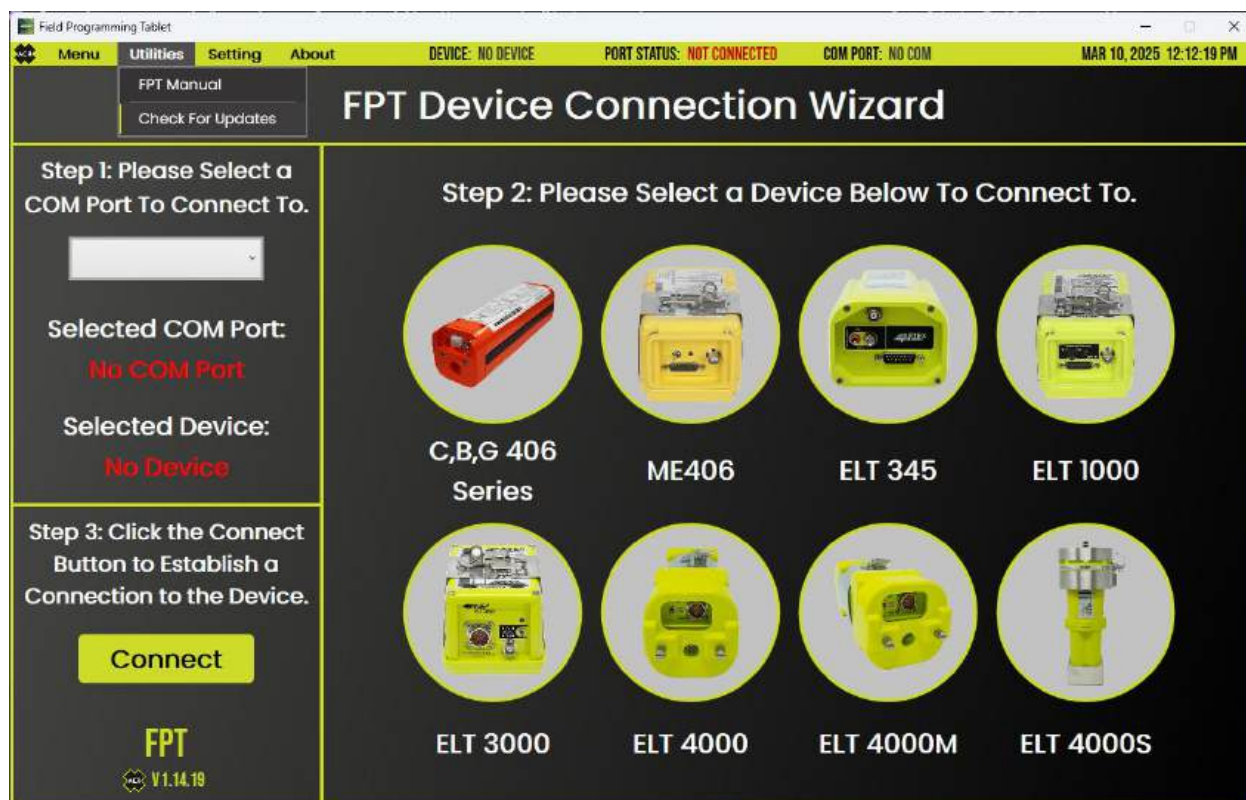 Field Programming Tablet
Menu Utilities Setting About DEVICE: NO DEVICE PORT STATUS: NOT CONNECTED COM PORT: NO COM MAR 10, 2025 12:12:19 PM
FPT Manual
Check For Updates
FPT Device Connection Wizard
Step 1: Please Select a
COM Port To Connect To.
Selected COM Port:
No COM Port
Selected Device:
No Device
Step 3: Click the Connect
Button to Establish a
Connection to the Device.
Connect
FPT
V 1.14.19
Step 2: Please Select a Device Below To Connect To.
C,B,G 406
Series
ME406
ELT 345
ELT 1000
ELT 3000
ELT 4000
ELT 4000M
ELT 4000S